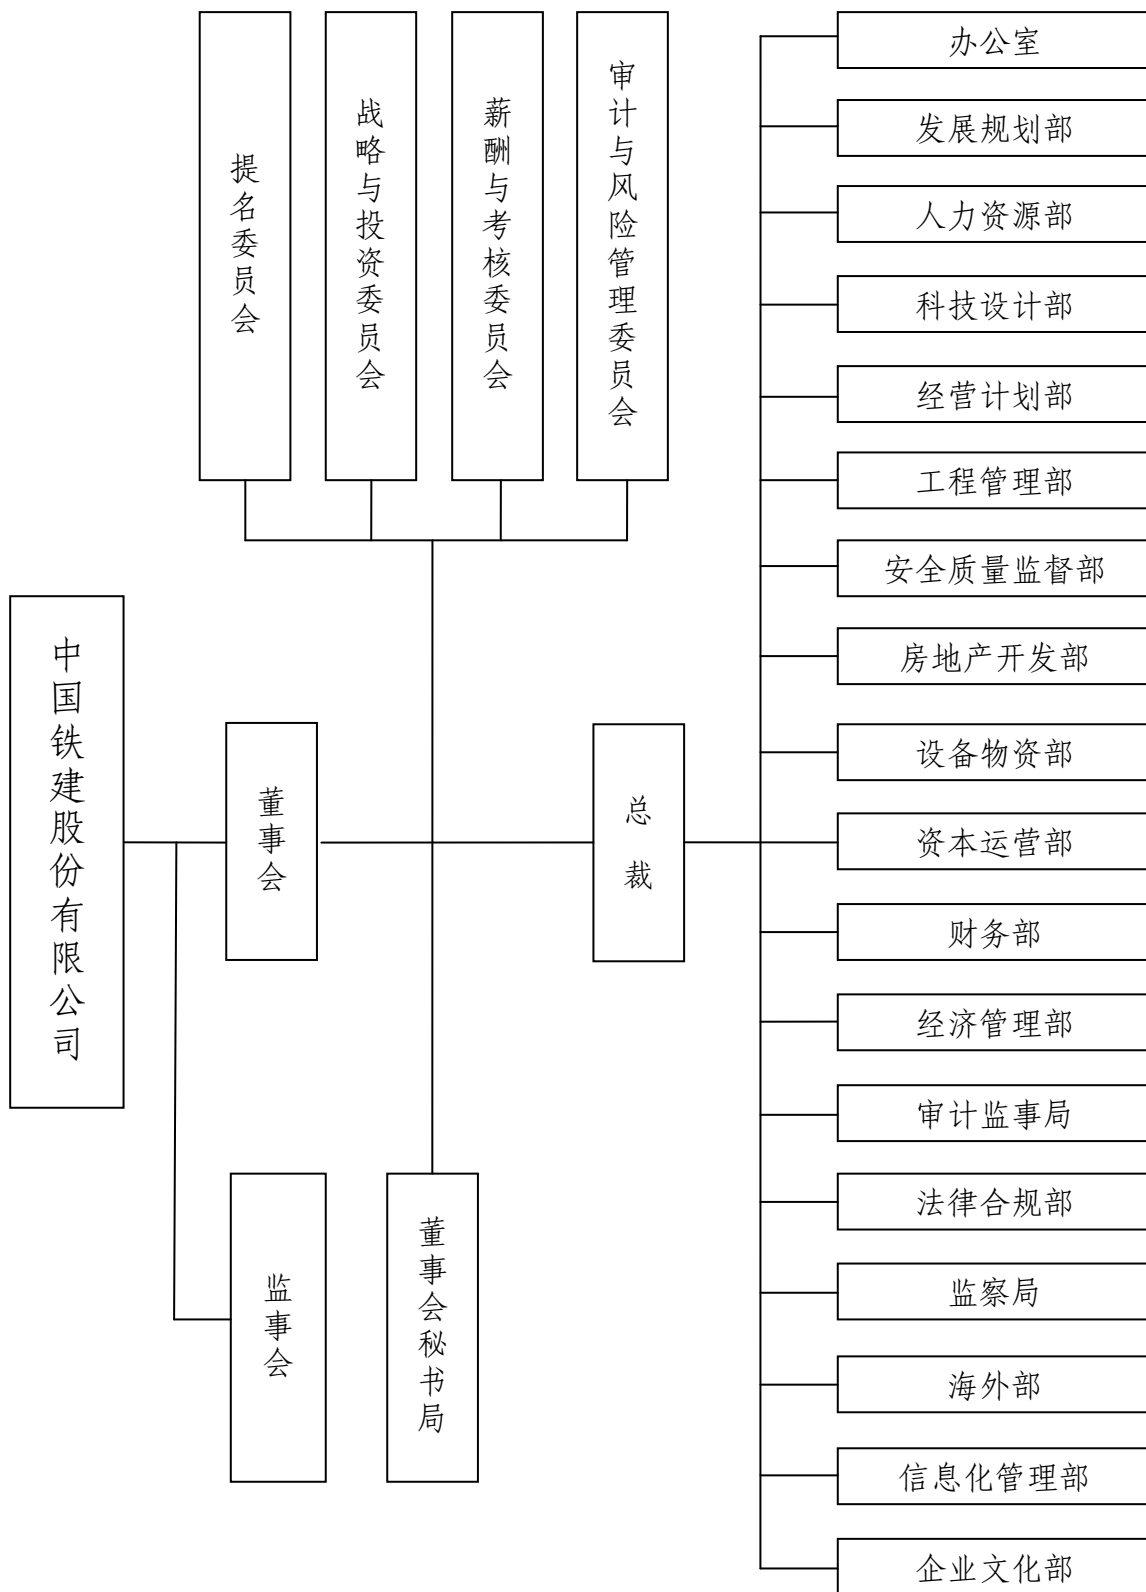 提名委员会
战略与投资委员会
薪酬与考核委员会
审计与风险管理委员会
中国铁建股份有限公司
董事会
监事会
董事会秘书局
总裁
办公室
发展规划部
人力资源部
科技设计部
经营计划部
工程管理部
安全质量监督部
房地产开发部
设备物资部
资本运营部
财务部
经济管理部
审计监事局
法律合规部
监察局
海外部
信息化管理部
企业文化部